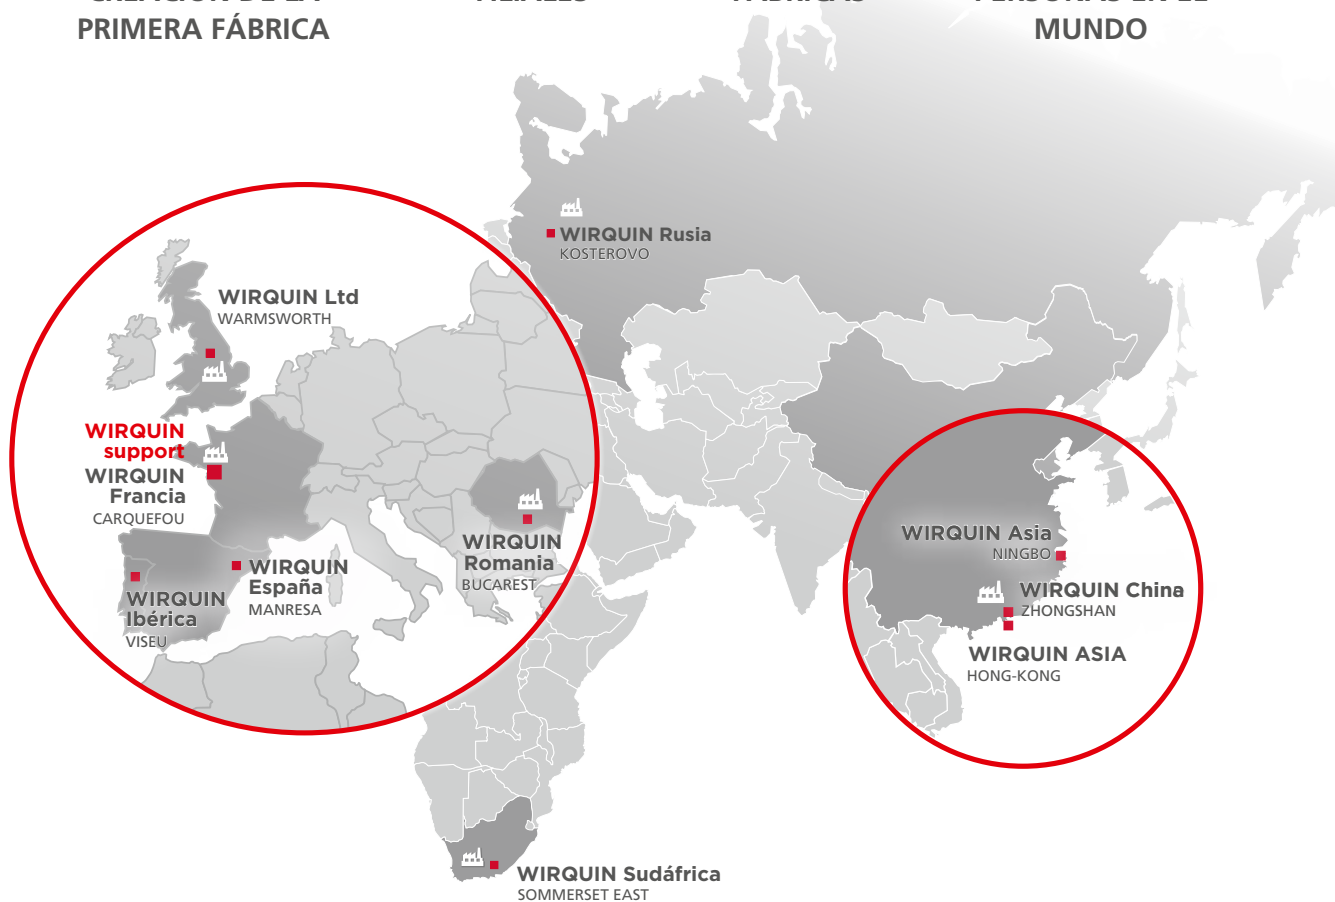 PRIMERA FÁBRICA
MUNDO
WIRQUIN Rusia
KOSTEROVO
WIRQUIN Ltd
WARMSWORTH
WIRQUIN
support
WIRQUIN
Francia
CARQUEFOU
WIRQUIN
España
MANRESA
WIRQUIN
Ibérica
VISEU
WIRQUIN
Romania
BUCAREST
WIRQUIN Asia
NINGBO
WIRQUIN China
ZHONGSHAN
WIRQUIN ASIA
HONG-KONG
WIRQUIN Sudáfrica
SOMMERSET EAST